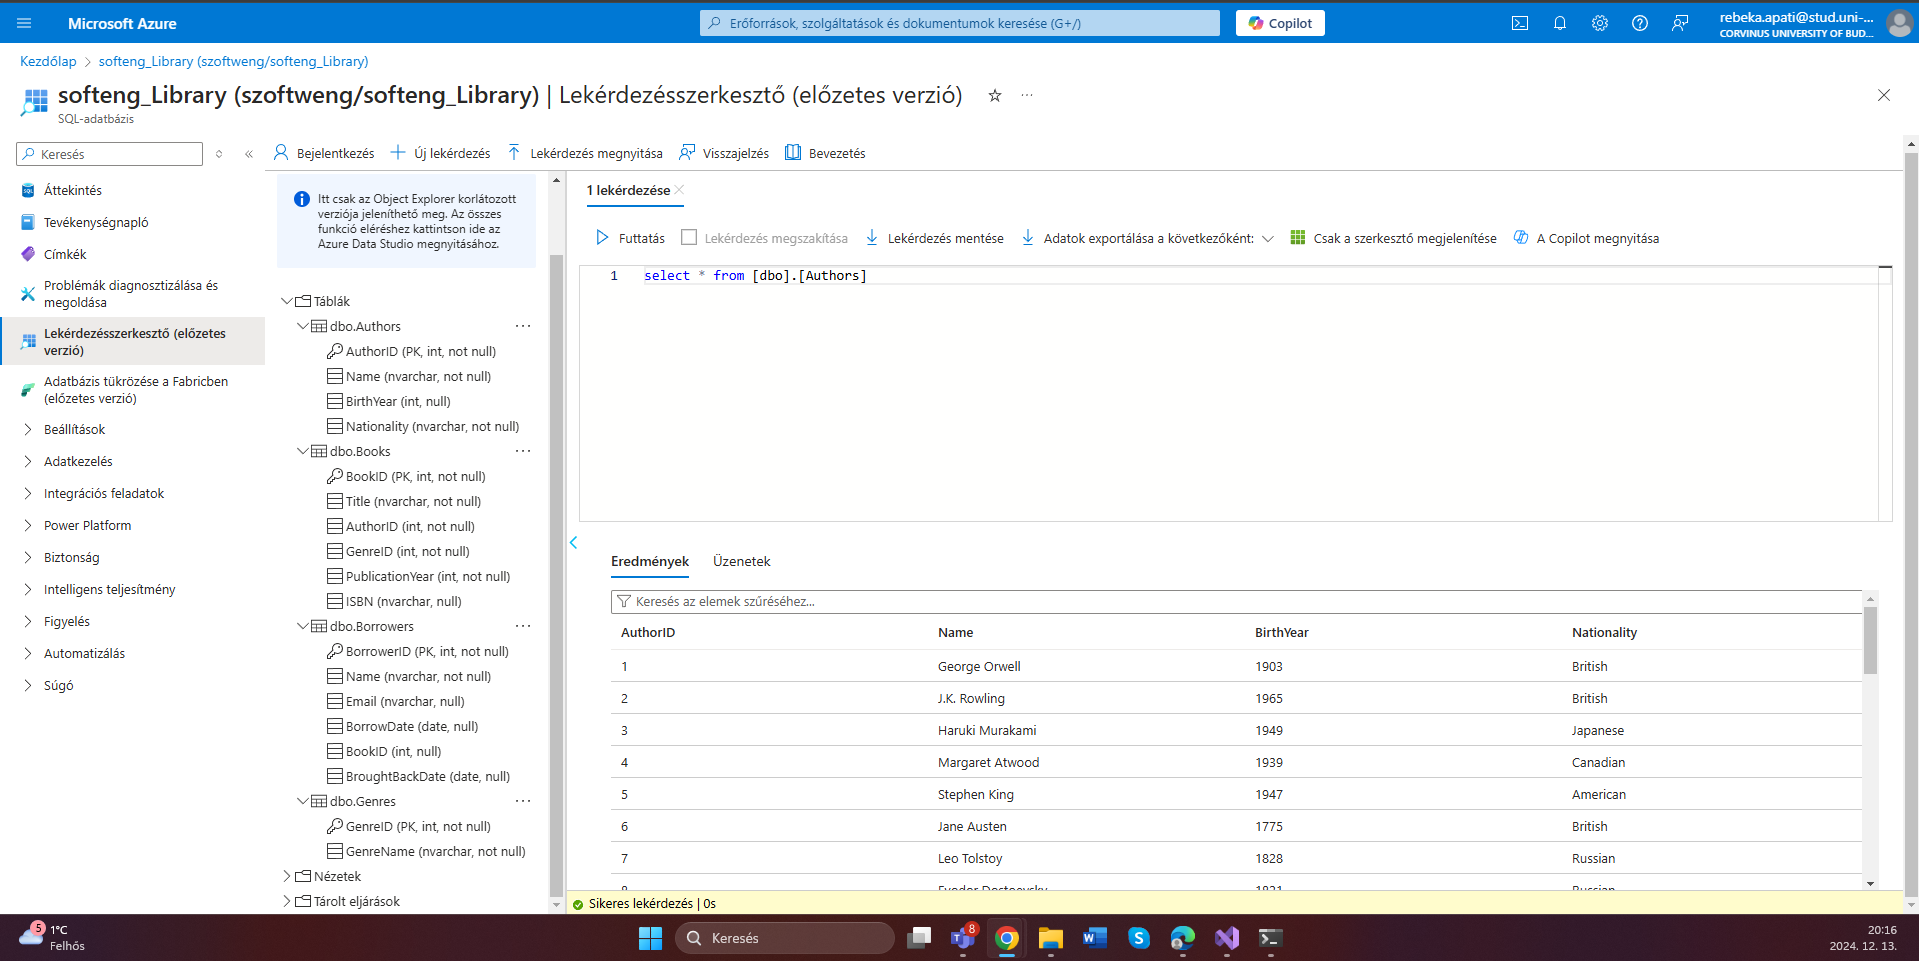 Microsoft Azure
Erőforrások, szolgáltatások és dokumentumok keresése (G+/)
Copilot
rebeka.apati@stud.uni-...
CORVINUS UNIVERSITY OF BUD...
Kezdőlap > softeng_Library (szoftweng/softeng_Library)
softeng_Library (szoftweng/softeng_Library) | Lekérdezésszerkesztő (előzetes verzió)
SQL-adatbázis
Keresés
Áttekintés
Tevékenységnapló
Címkék
Problémák diagnosztizálása és
megoldása
Lekérdezésszerkesztő (előzetes
verzió)
Adatbázis tükrözése a Fabricben
(előzetes verzió)
Beállítások
Adatkezelés
Integrációs feladatok
Power Platform
Biztonság
Intelligens teljesítmény
Figyelés
Automatizálás
Súgó
Bejelentkezés
Új lekérdezés
Lekérdezés megnyitása
Visszajelzés
Bevezetés
Itt csak az Object Explorer korlátozott
verziója jeleníthető meg. Az összes
funkció eléréshez kattintson ide az
Azure Data Studio megnyitásához.
Táblák
dbo.Authors
AuthorID (PK, int, not null)
Name (nvarchar, not null)
BirthYear (int, null)
Nationality (nvarchar, not null)
dbo.Books
BookID (PK, int, not null)
Title (nvarchar, not null)
AuthorID (int, not null)
GenreID (int, not null)
PublicationYear (int, not null)
ISBN (nvarchar, null)
dbo.Borrowers
BorrowerID (PK, int, not null)
Name (nvarchar, not null)
Email (nvarchar, null)
BorrowDate (date, null)
BookID (int, null)
BroughtBackDate (date, null)
dbo.Genres
GenreID (PK, int, not null)
GenreName (nvarchar, not null)
Nézetek
Tárolt eljárások
1 lekérdezése
Futtatás
Lekérdezés megszakítása
Lekérdezés mentése
Adatok exportálása a következőként:
Csak a szerkesztő megjelenítése
A Copilot megnyitása
1 select * from [dbo].[Authors]
Eredmények Üzenetek
Keresés az elemek szűréséhez...
AuthorID Name BirthYear Nationality
1 George Orwell 1903 British
2 J.K. Rowling 1965 British
3 Haruki Murakami 1949 Japanese
4 Margaret Atwood 1939 Canadian
5 Stephen King 1947 American
6 Jane Austen 1775 British
7 Leo Tolstoy 1828 Russian
8 Fyodor Dostoevsky 1821 Russian
Sikeres lekérdezés | 0s
5
1°C
Felhős
Keresés
8
20:16
2024. 12. 13.